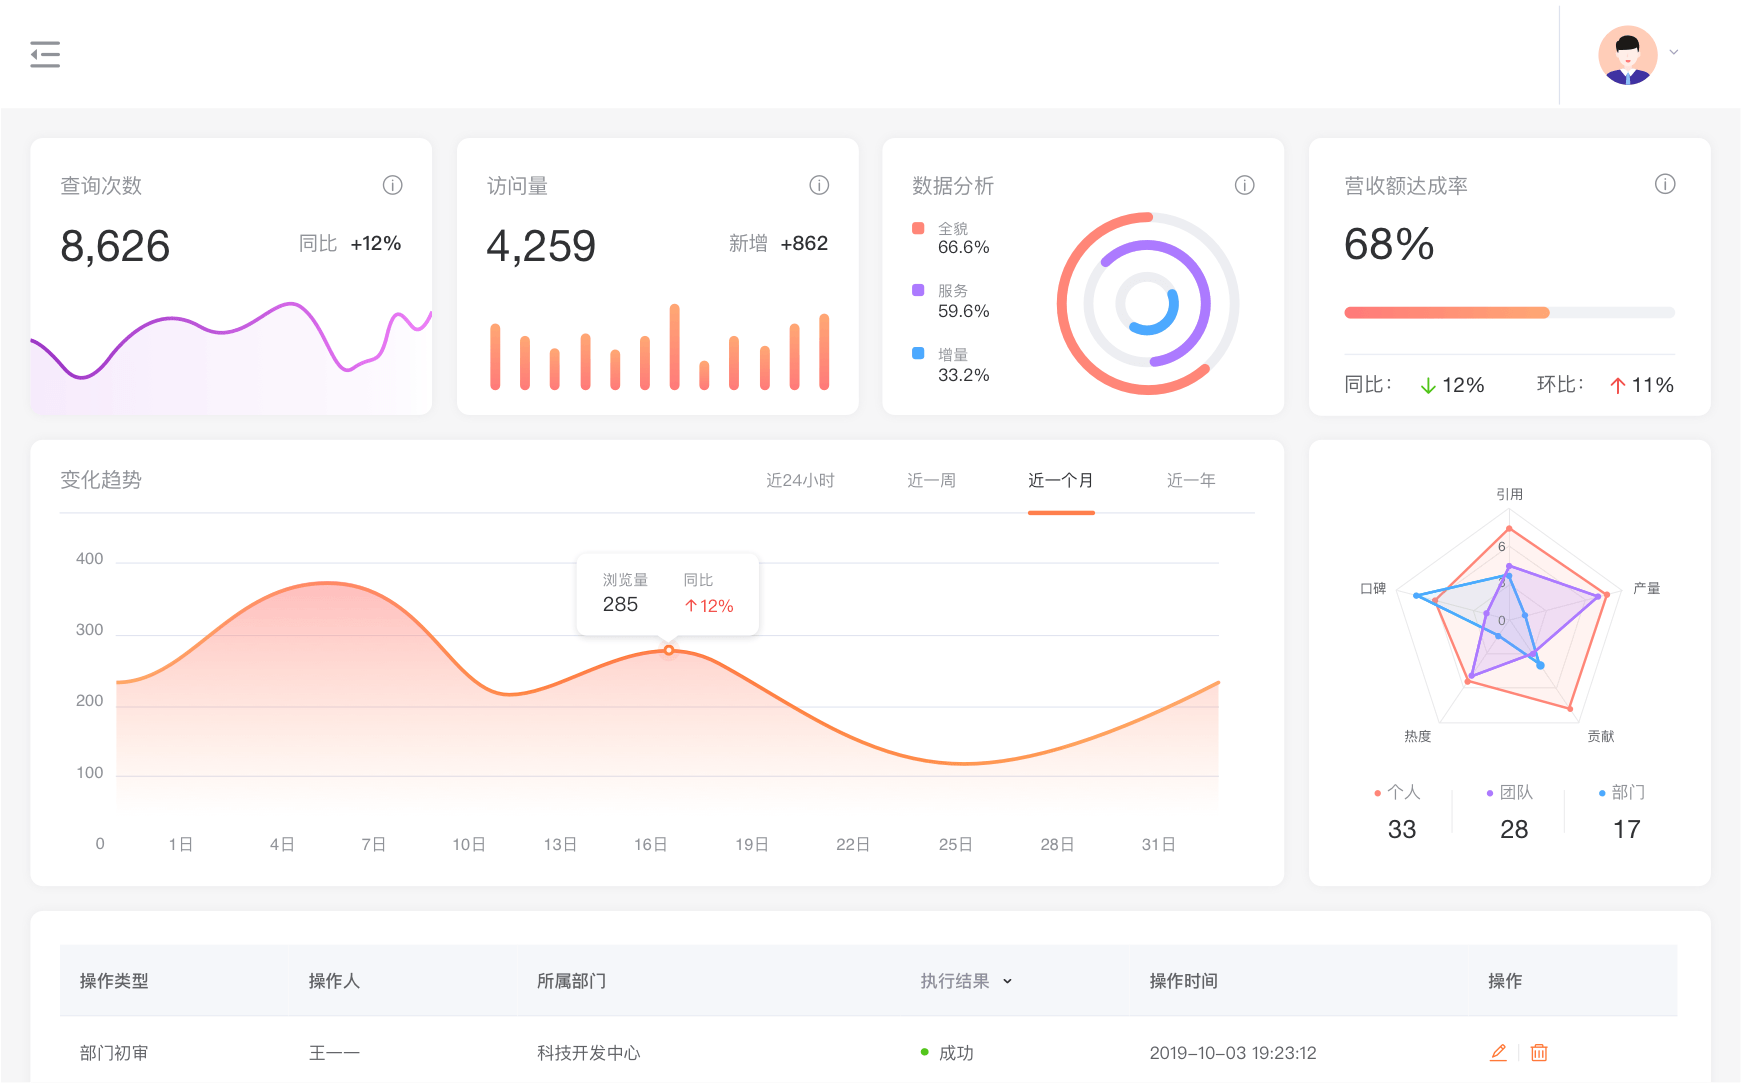 查询次数
8,626
同比 +12%
访问量
4,259
新增 +862
数据分析
全貌
66.6%
服务
59.6%
增量
33.2%
营收额达成率
68%
同比： 12% 环比： 11%
变化趋势
近24小时 近一周 近一个月 近一年
400
300
200
100
浏览量 同比
285 12%
0 1日 4日 7日 10日 13日 16日 19日 22日 25日 28日 31日
引用
6
3
0
口碑
产量
热度
贡献
个人 团队 部门
33 28 17
操作类型 操作人 所属部门 执行结果 操作时间 操作
部门初审 王一一 科技开发中心 成功 2019-10-03 19:23:12